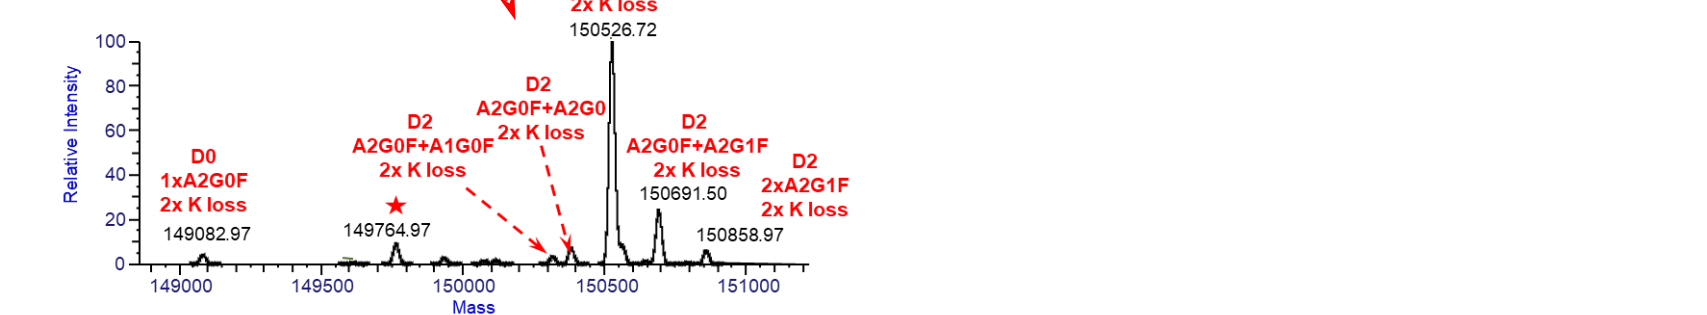 2x K loss
150526.72
100
80
60
40
20
0
Relative Intensity
D2
A2G0F+A2G0
2x K loss
D2
A2G0F+A1G0F
2x K loss
D2
A2G0F+A2G1F
2x K loss
150691.50
D0
1xA2G0F
2x K loss
149082.97
149764.97
D2
2xA2G1F
2x K loss
150858.97
149000
149500
150000
150500
151000
Mass